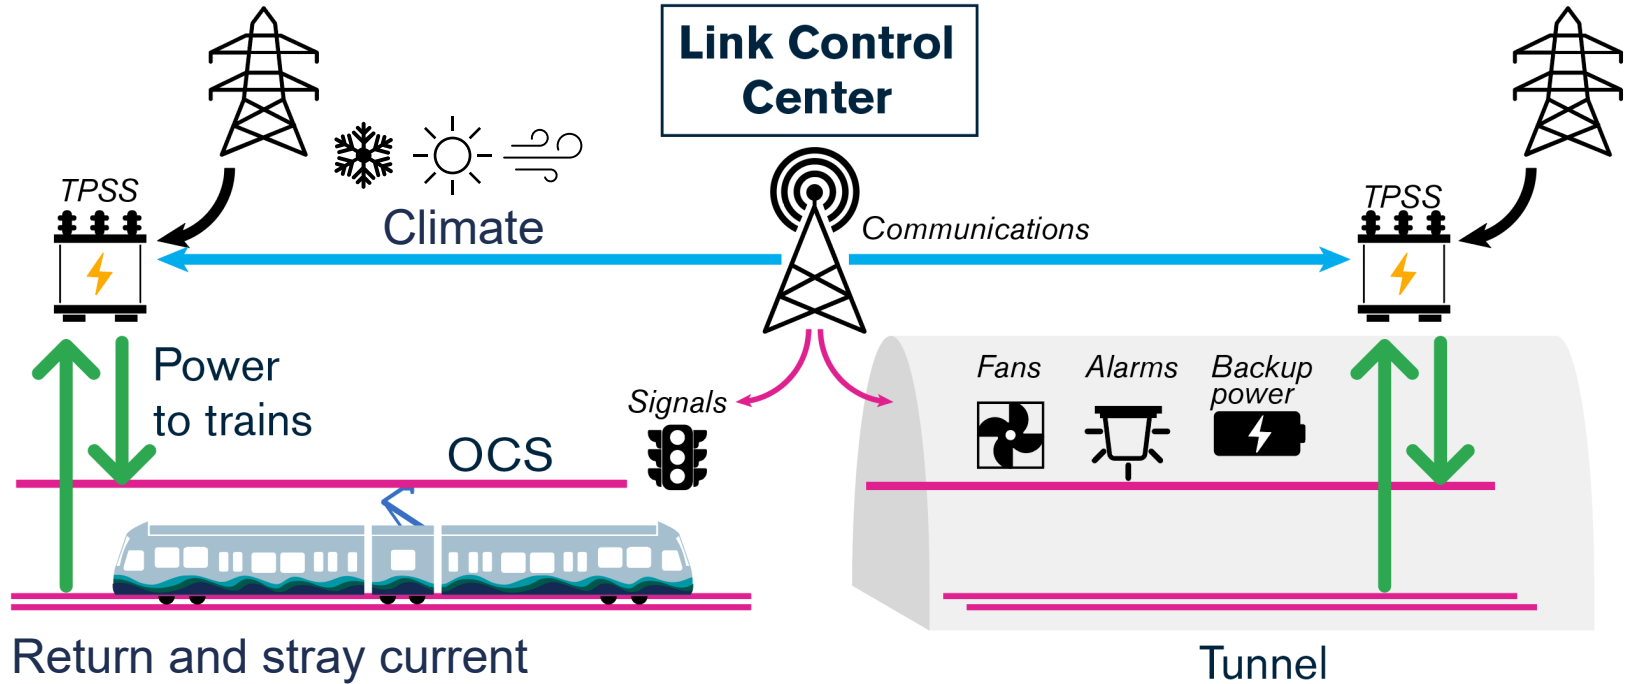 Link Control
Center
TPSS
TPSS
Climate
Communications
Power
to trains
Signals
OCS
Fans
Alarms
Backup
power
Return and stray current
Tunnel